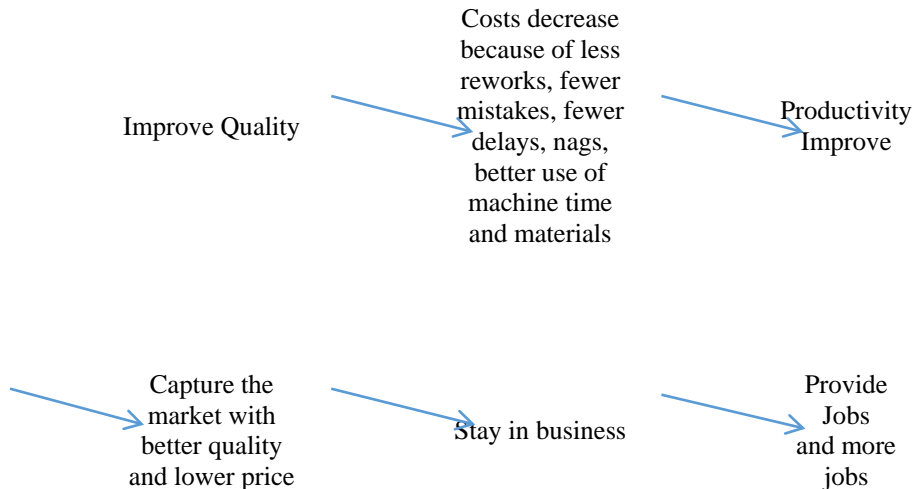 Improve Quality
Costs decrease
because of less
reworks, fewer
mistakes, fewer
delays, nags,
better use of
machine time
and materials
Productivity
Improve
Capture the
market with
better quality
and lower price
Stay in business
Provide
Jobs
and more
jobs